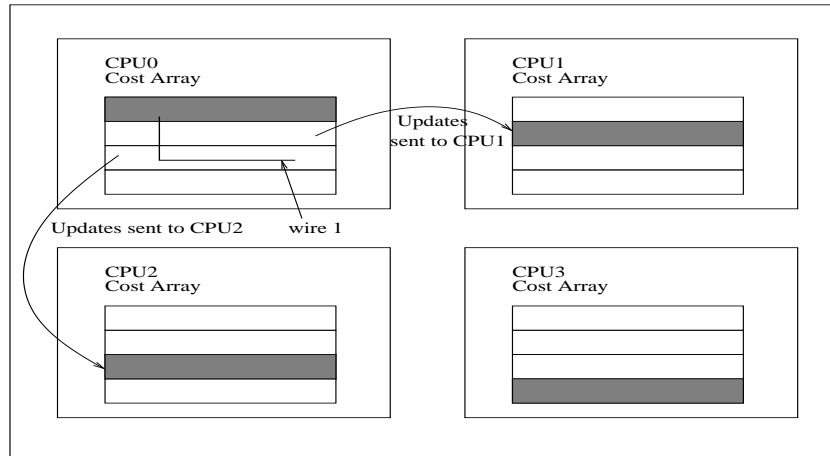 CPU0
Cost Array
CPU1
Cost Array
Updates
sent to CPU1
Updates sent to CPU2
wire 1
CPU2
Cost Array
CPU3
Cost Array